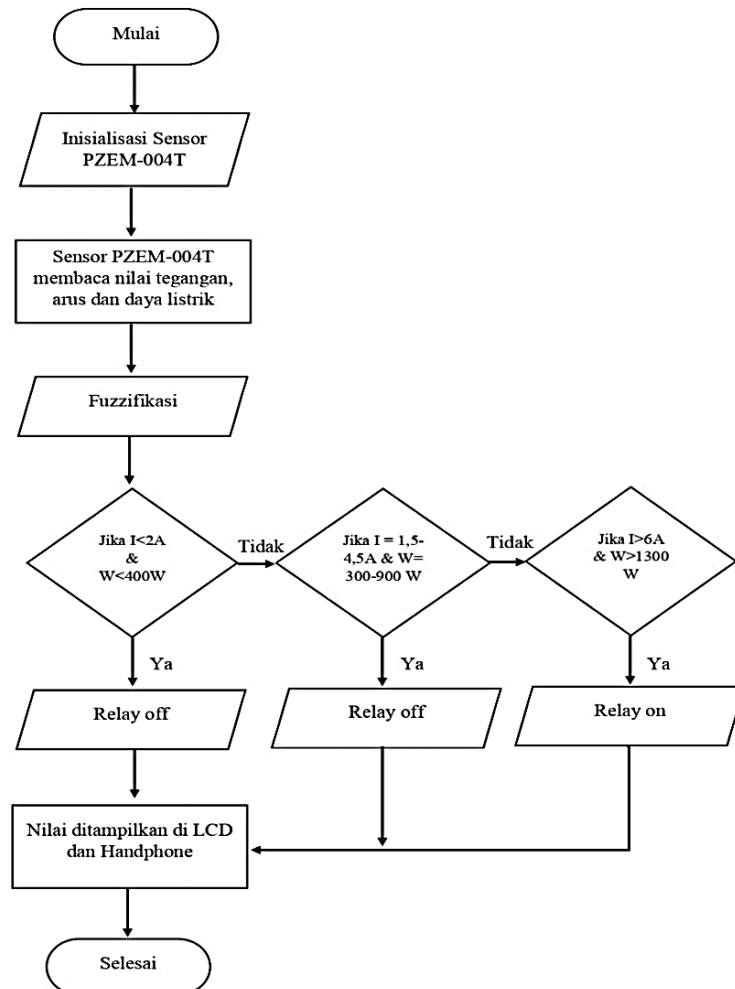 Mulai
Inisialisasi Sensor
PZEM-004T
Sensor PZEM-004T
membaca nilai tegangan,
arus dan daya listrik
Fuzzifikasi
Jika I<2A
&
W<400W
Tidak
Jika I = 1,5-
4,5A & W=
300-900 W
Tidak
Jika I>6A
& W>1300
W
Ya
Ya
Ya
Relay off
Relay off
Relay on
Nilai ditampilkan di LCD
dan Handphone
Selesai